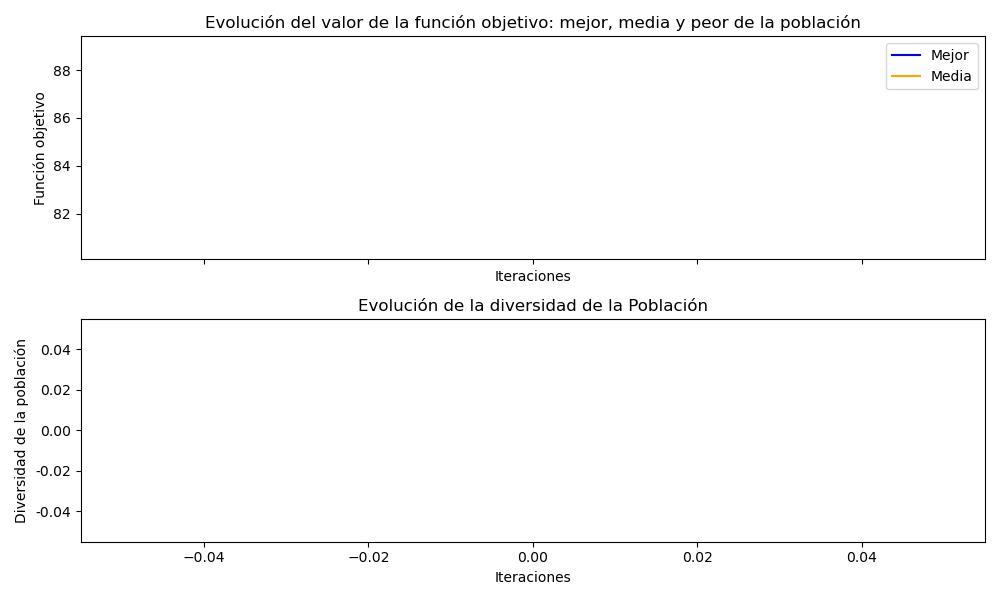 Evolución del valor de la función objetivo: mejor, media y peor de la población
Mejor
Media
88
86
84
82
Función objetivo
Iteraciones
Evolución de la diversidad de la Población
0.04
0.02
0.00
-0.02
-0.04
Diversidad de la población
−0.04 −0.02 0.00 0.02 0.04
Iteraciones